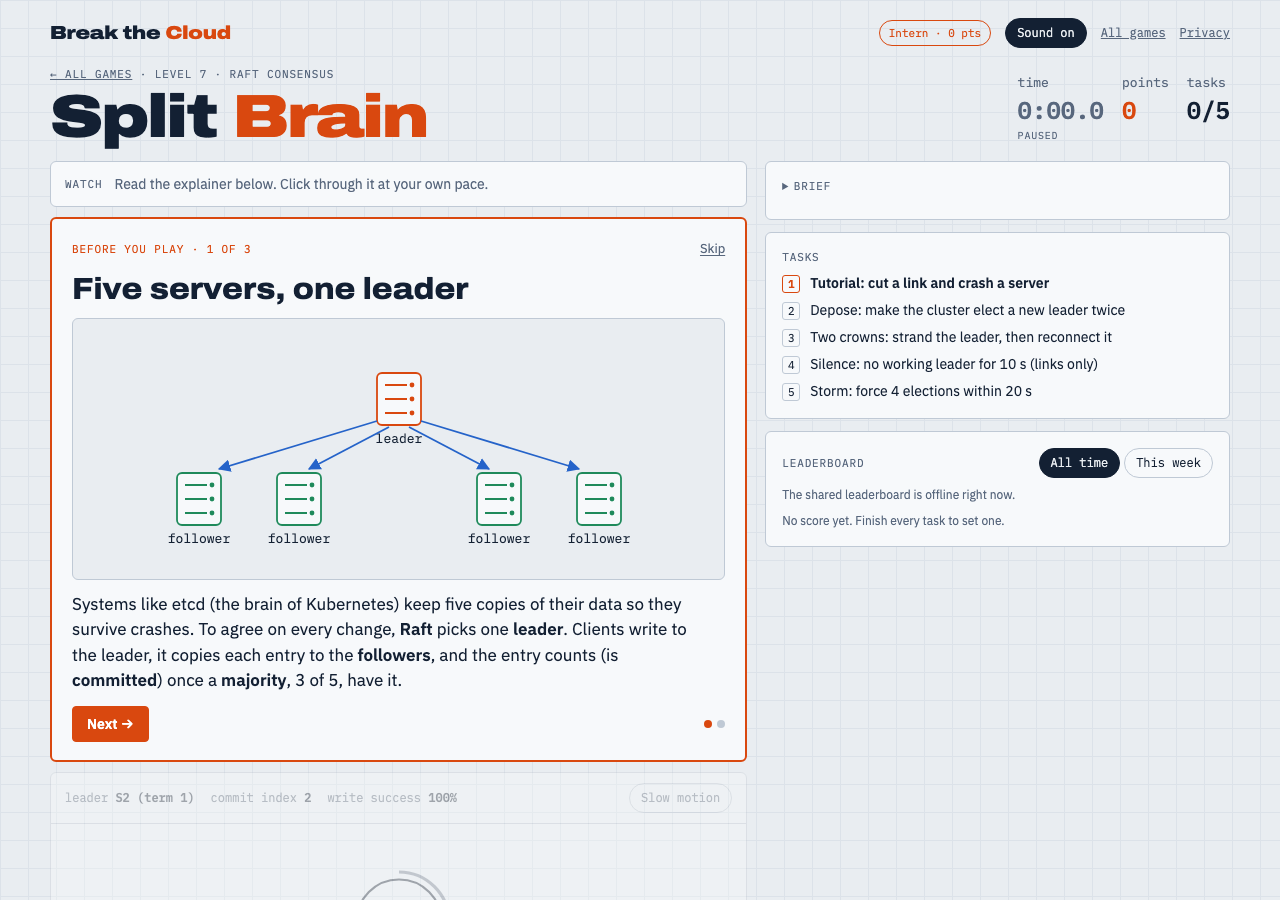 Break the Cloud
Intern · 0 pts
Sound on
All games
Privacy
← ALL GAMES · LEVEL 7 · RAFT CONSENSUS
Split Brain
time
points
tasks
0:00.0
0
0/5
PAUSED
WATCH Read the explainer below. Click through it at your own pace.
BEFORE YOU PLAY · 1 OF 3
Skip
Five servers, one leader
leader
follower
follower
follower
follower
Systems like etcd (the brain of Kubernetes) keep five copies of their data so they
survive crashes. To agree on every change, Raft picks one leader. Clients write to
the leader, it copies each entry to the followers, and the entry counts (is
committed) once a majority, 3 of 5, have it.
Next →
leader S2 (term 1) commit index 2 write success 100%
Slow motion
▶ BRIEF
TASKS
1 Tutorial: cut a link and crash a server
2 Depose: make the cluster elect a new leader twice
3 Two crowns: strand the leader, then reconnect it
4 Silence: no working leader for 10 s (links only)
5 Storm: force 4 elections within 20 s
LEADERBOARD
All time
This week
The shared leaderboard is offline right now.
No score yet. Finish every task to set one.